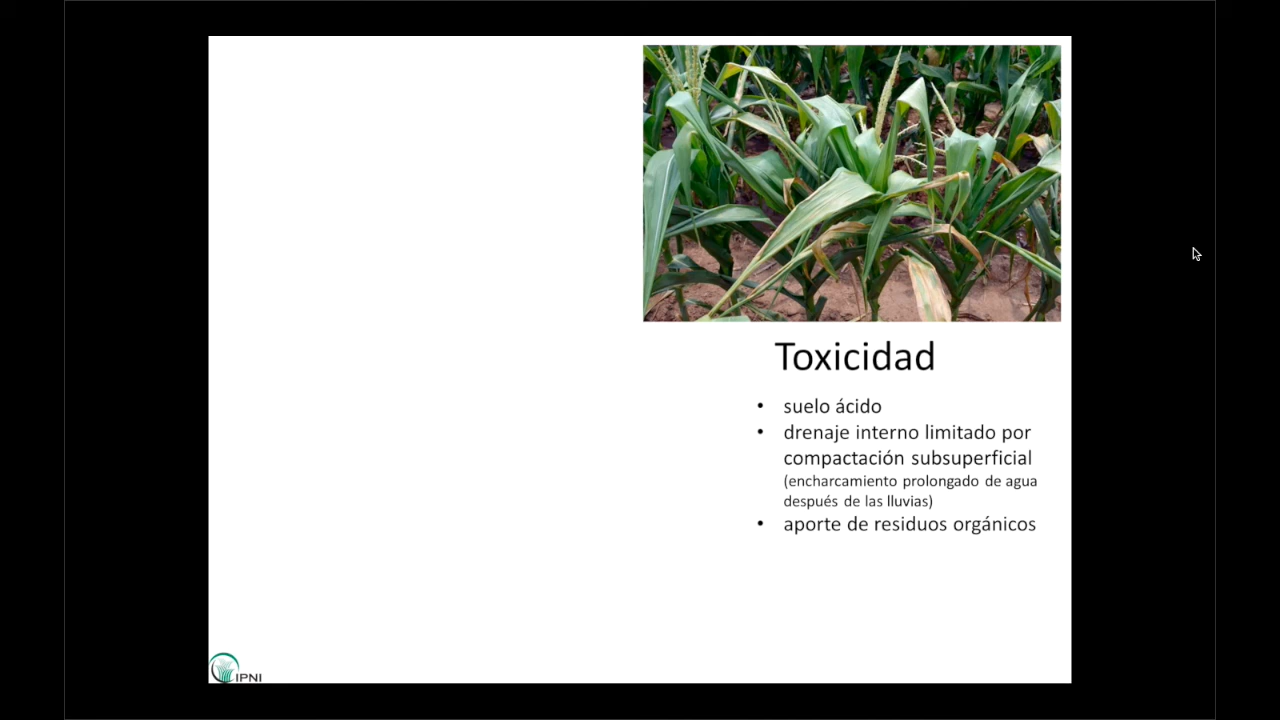 Toxicidad
• suelo ácido
• drenaje interno limitado por
compactación subsuperficial
(encharcamiento prolongado de agua
después de las lluvias)
• aporte de residuos orgánicos
IPNI